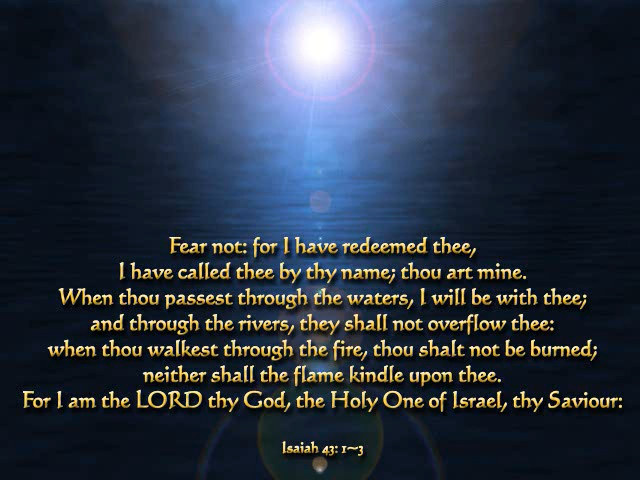 Fear not: for I have redeemed thee,
I have called thee by thy name; thou art mine.
When thou passest through the waters, I will be with thee;
and through the rivers, they shall not overflow thee:
when thou walkest through the fire, thou shalt not be burned;
neither shall the flame kindle upon thee.
For I am the LORD thy God, the Holy One of Israel, thy Saviour:
Isaiah 43: 1~3